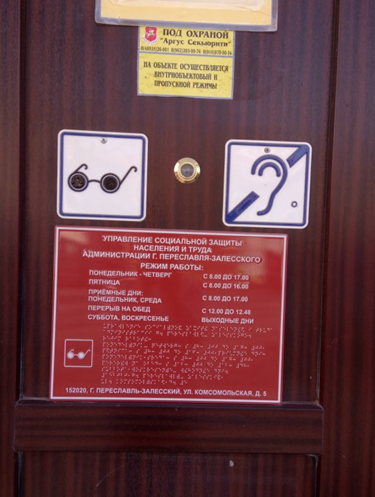 ПОД ОХРАНОЙ
"Аргус Секьюрити"
НА ОБЪЕКТЕ ОСУЩЕСТВЛЯЕТСЯ
ВНУТРИОБЪЕКТОВЫЙ И
ПРОПУСКНОЙ РЕЖИМЫ
УПРАВЛЕНИЕ СОЦИАЛЬНОЙ ЗАЩИТЫ
НАСЕЛЕНИЯ И ТРУДА
АДМИНИСТРАЦИИ Г. ПЕРЕСЛАВЛЯ-ЗАЛЕССКОГО
РЕЖИМ РАБОТЫ:
ПОНЕДЕЛЬНИК - ЧЕТВЕРГ С 8.00 ДО 17.00
ПЯТНИЦА С 8.00 ДО 16.00
ПРИЁМНЫЕ ДНИ:
ПОНЕДЕЛЬНИК, СРЕДА С 8.00 ДО 17.00
ПЕРЕРЫВ НА ОБЕД С 12.00 ДО 12.48
СУББОТА, ВОСКРЕСЕНЬЕ ВЫХОДНЫЕ ДНИ
152020, Г. ПЕРЕСЛАВЛЬ-ЗАЛЕССКИЙ, УЛ. КОМСОМОЛЬСКАЯ, Д. 5